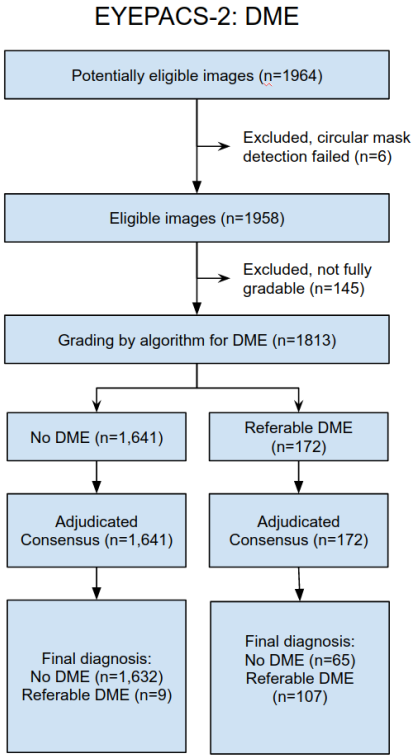 EYEPACS-2: DME
Potentially eligible images (n=1964)
Excluded, circular mask
detection failed (n=6)
Eligible images (n=1958)
Excluded, not fully
gradable (n=145)
Grading by algorithm for DME (n=1813)
No DME (n=1,641)
Referable DME
(n=172)
Adjudicated
Consensus (n=1,641)
Adjudicated
Consensus (n=172)
Final diagnosis:
No DME (n=1,632)
Referable DME (n=9)
Final diagnosis:
No DME (n=65)
Referable DME
(n=107)